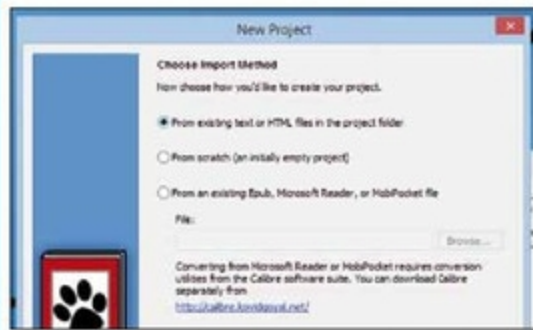 New Project
Choose Import Method
Now choose how you'd like to create your project.
From existing text or HTML files in the project folder
From scratch (an initially empty project)
From an existing Epub, Microsoft Reader, or MobiPocket file
File:
Browse...
Converting from Microsoft Reader or MobiPocket requires conversion
utilities from the Calibre software suite. You can download Calibre
separately from
http://calibre.kovidgoyal.net/